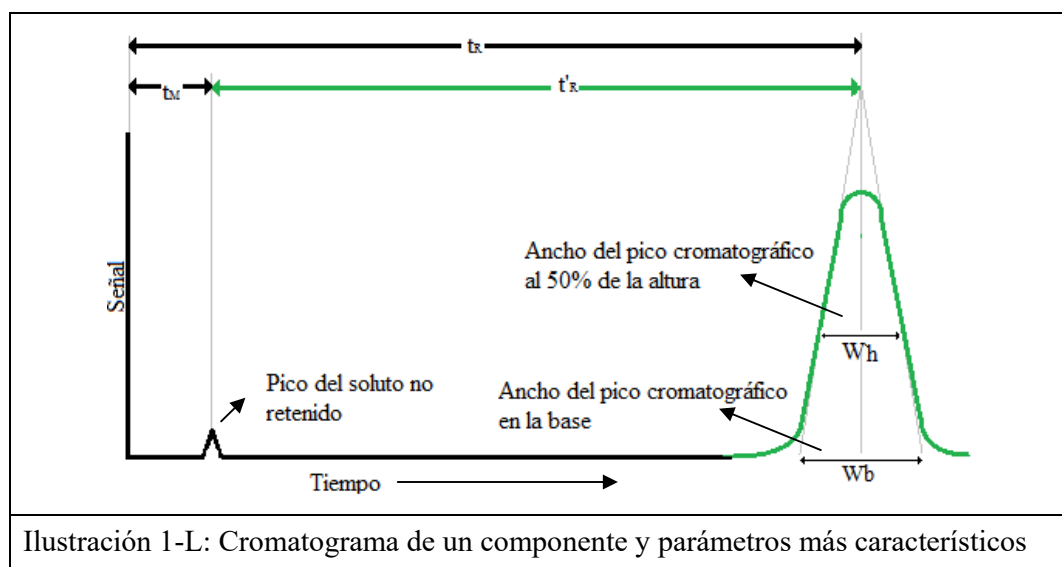 tR
tM
t'R
Señal
Ancho del pico cromatográfico
al 50% de la altura
Wh
Pico del soluto no
retenido
Ancho del pico cromatográfico
en la base
Tiempo
Wb
Ilustración 1-L: Cromatograma de un componente y parámetros más característicos